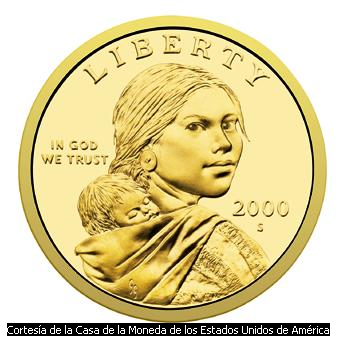 LIBERTY
IN GOD
WE TRUST
2000
S
Cortesía de la Casa de la Moneda de los Estados Unidos de América